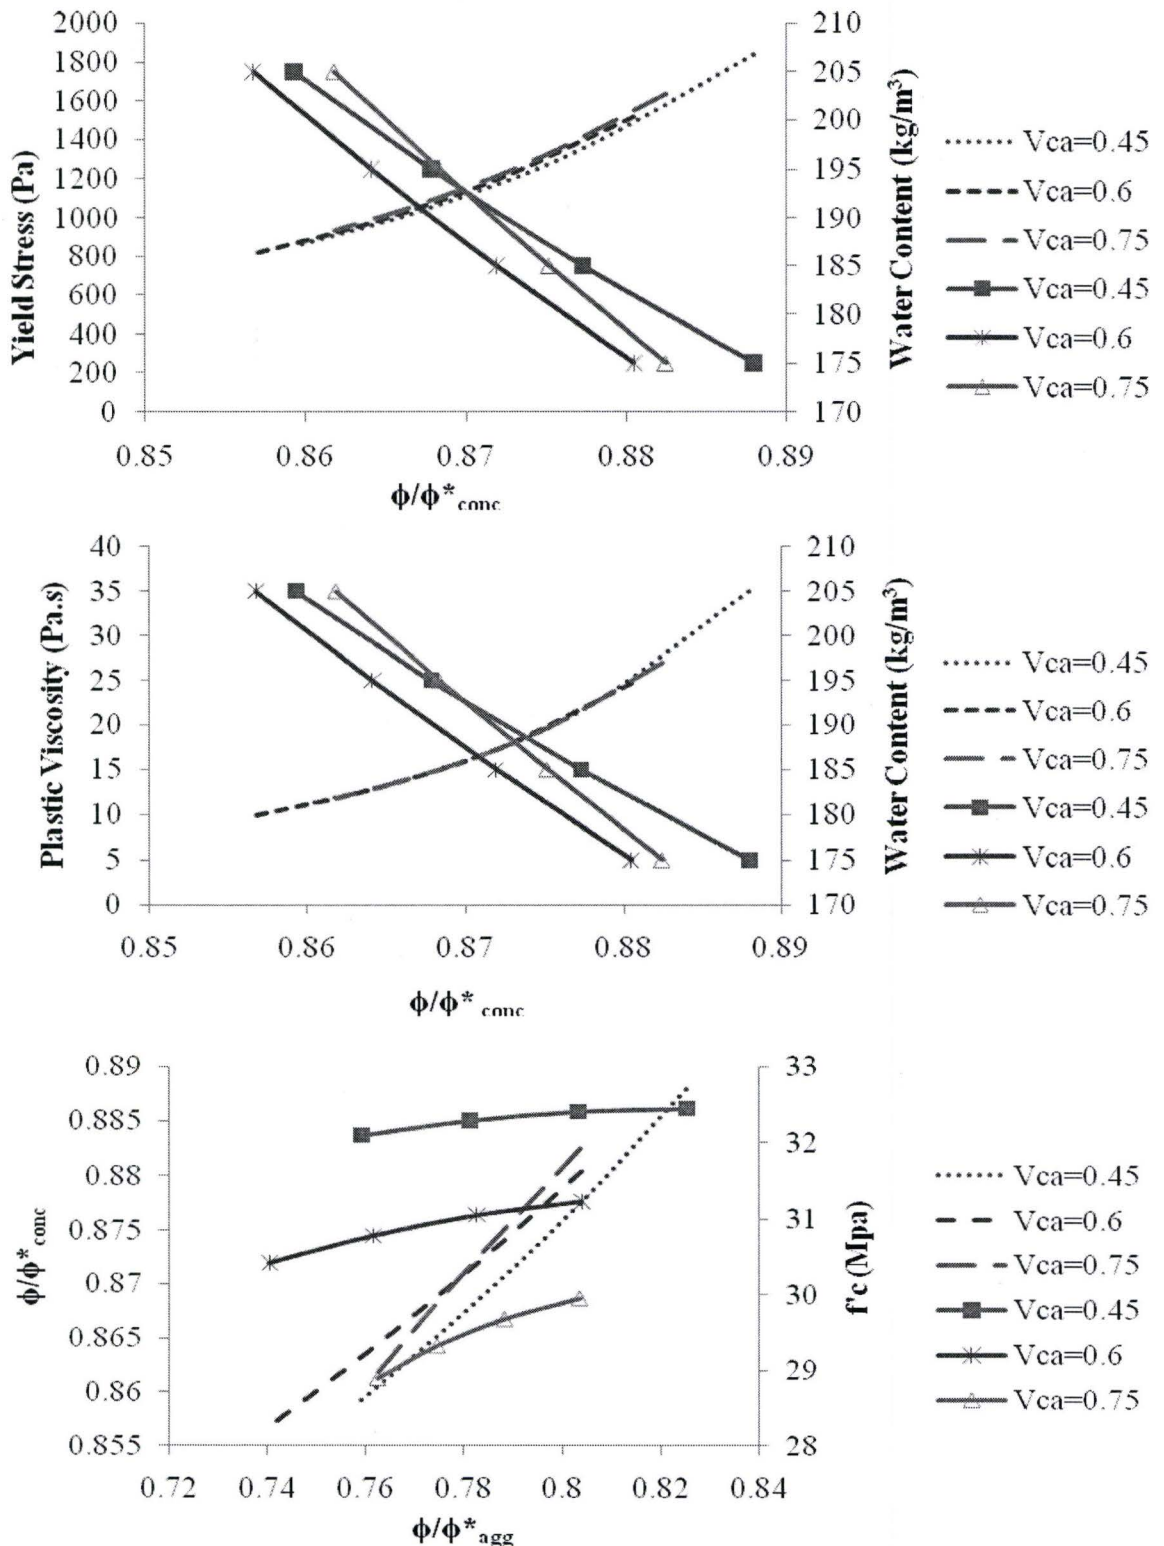 2000
1800
1600
1400
1200
1000
800
600
400
200
0
Yield Stress (Pa)
210
205
200
195
190
185
180
175
170
Water Content (kg/m³)
0.85 0.86 0.87 0.88 0.89
ϕ/ϕ*conc
Vca=0.45
Vca=0.6
Vca=0.75
Vca=0.45
Vca=0.6
Vca=0.75
40
35
30
25
20
15
10
5
0
Plastic Viscosity (Pa.s)
210
205
200
195
190
185
180
175
170
Water Content (kg/m³)
0.85 0.86 0.87 0.88 0.89
ϕ/ϕ* conc
Vca=0.45
Vca=0.6
Vca=0.75
Vca=0.45
Vca=0.6
Vca=0.75
0.89
0.885
0.88
0.875
0.87
0.865
0.86
0.855
ϕ/ϕ*conc
33
32
31
30
29
28
f'c (Mpa)
0.72 0.74 0.76 0.78 0.8 0.82 0.84
ϕ/ϕ*agg
Vca=0.45
Vca=0.6
Vca=0.75
Vca=0.45
Vca=0.6
Vca=0.75